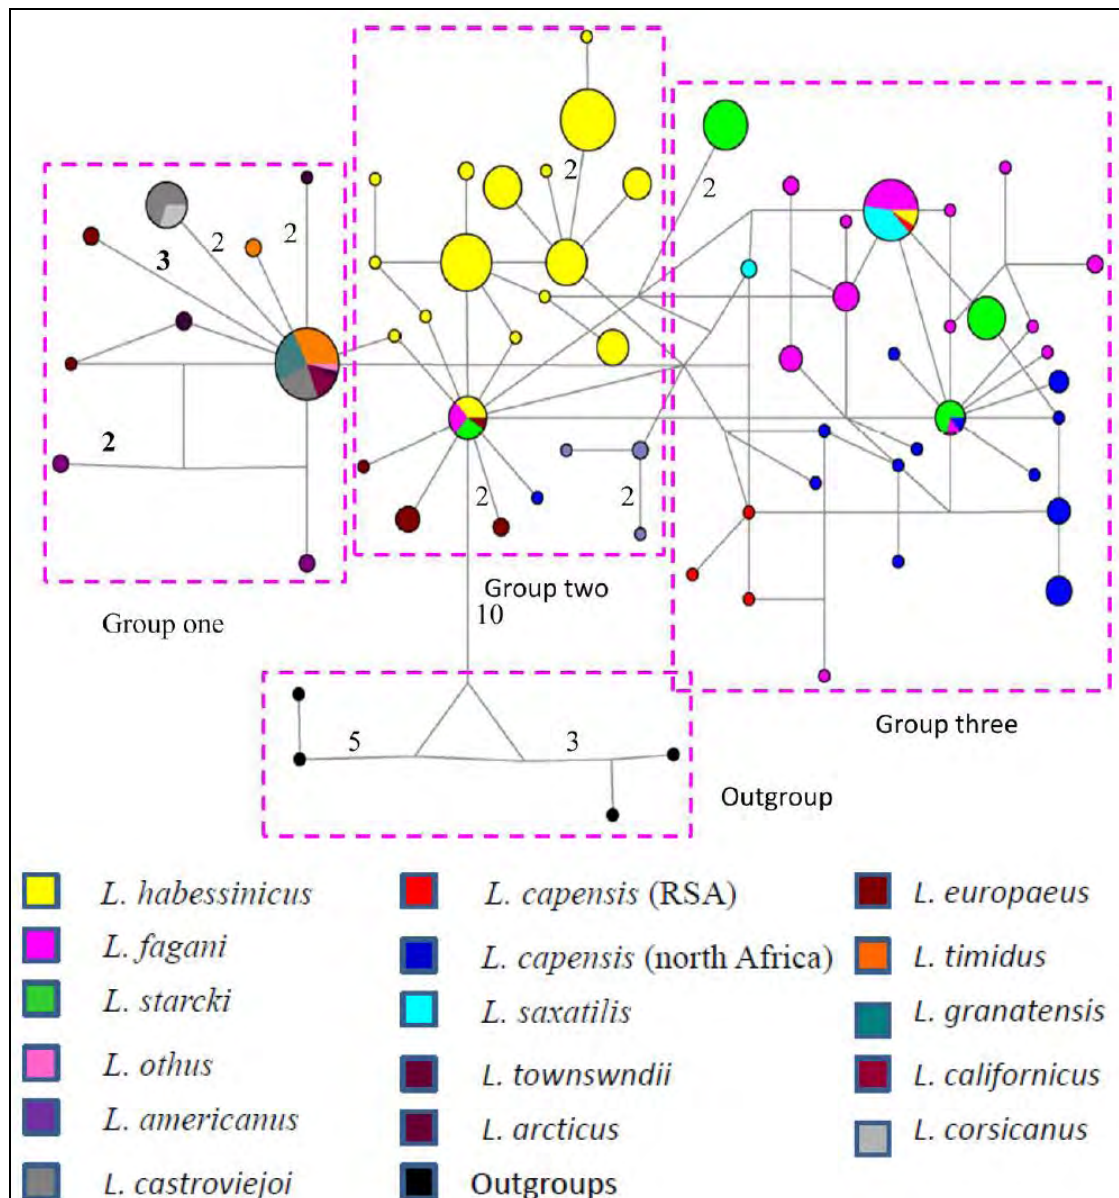 2
2
2
2
3
2
2
2
Group two
10
Group one
Group three
5
3
Outgroup
L. habessinicus
L. capensis (RSA)
L. europaeus
L. fagani
L. capensis (north Africa)
L. timidus
L. starcki
L. saxatilis
L. granatensis
L. othus
L. townswndii
L. californicus
L. americanus
L. arcticus
L. corsicanus
L. castroviejoi
Outgroups